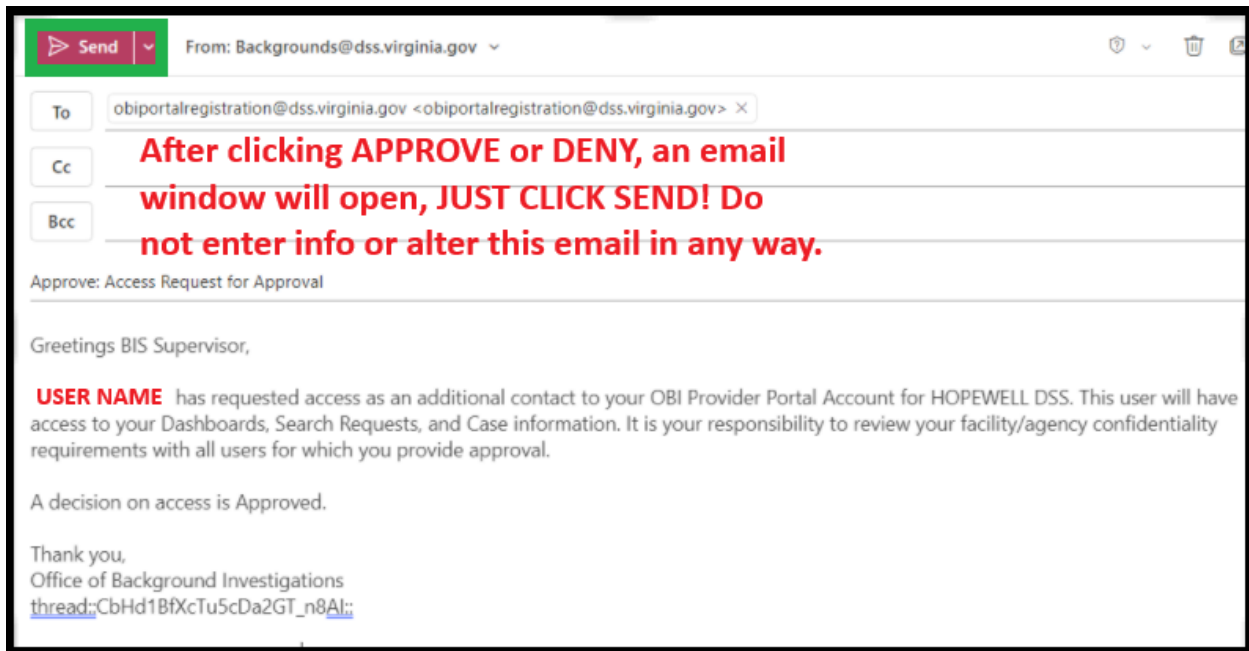 Send From: Backgrounds@dss.virginia.gov
To obiportalregistration@dss.virginia.gov <obiportalregistration@dss.virginia.gov>
Cc
Bcc
After clicking APPROVE or DENY, an email
window will open, JUST CLICK SEND! Do
not enter info or alter this email in any way.
Approve: Access Request for Approval
Greetings BIS Supervisor,
USER NAME has requested access as an additional contact to your OBI Provider Portal Account for HOPEWELL DSS. This user will have
access to your Dashboards, Search Requests, and Case information. It is your responsibility to review your facility/agency confidentiality
requirements with all users for which you provide approval.
A decision on access is Approved.
Thank you,
Office of Background Investigations
thread::CbHd1BfXcTu5cDa2GT_n8AI::